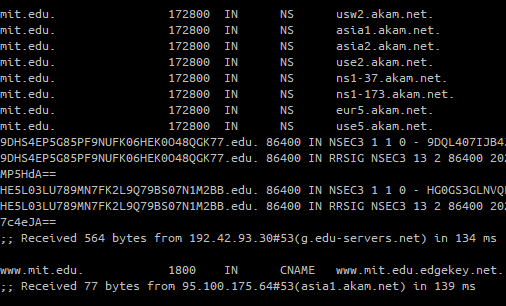 mit.edu. 172800 IN NS usw2.akam.net.
mit.edu. 172800 IN NS asia1.akam.net.
mit.edu. 172800 IN NS asia2.akam.net.
mit.edu. 172800 IN NS use2.akam.net.
mit.edu. 172800 IN NS ns1-37.akam.net.
mit.edu. 172800 IN NS ns1-173.akam.net.
mit.edu. 172800 IN NS eur5.akam.net.
mit.edu. 172800 IN NS use5.akam.net.
9DHS4EP5G85PF9NUFK06HEK0O48QGK77.edu. 86400 IN NSEC3 1 1 0 - 9DQL407IJB4
9DHS4EP5G85PF9NUFK06HEK0O48QGK77.edu. 86400 IN RRSIG NSEC3 13 2 86400 202
MP5HdA==
HE5L03LU789MN7FK2L9Q79BS07N1M2BB.edu. 86400 IN NSEC3 1 1 0 - HG0GS3GLNVQ
HE5L03LU789MN7FK2L9Q79BS07N1M2BB.edu. 86400 IN RRSIG NSEC3 13 2 86400 202
7c4eJA==
;; Received 564 bytes from 192.42.93.30#53(g.edu-servers.net) in 134 ms
www.mit.edu. 1800 IN CNAME www.mit.edu.edgekey.net.
;; Received 77 bytes from 95.100.175.64#53(asia1.akam.net) in 139 ms